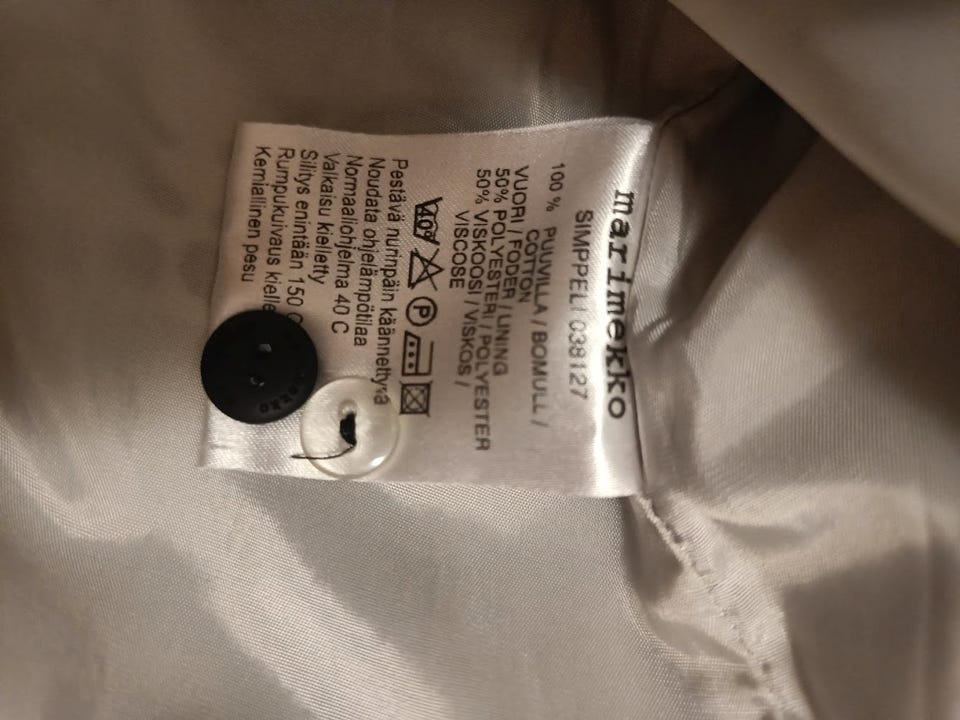 marimekko
SIMPPELI 038127
100 % PUUVILLA / BOMULL /
COTTON
VUORI / FODER / LINING
50% POLYESTERI / POLYESTER
50% VISKOOSI / VISKOS /
VISCOSE
40°
P
Pestävä nurinpäin käännettynä
Noudata ohjelämpötilaa
Normaaliohjelma 40 C
Valkaisu kielletty
Silitys enintään 150 C
Rumpukuivaus kielle
Kemiallinen pesu